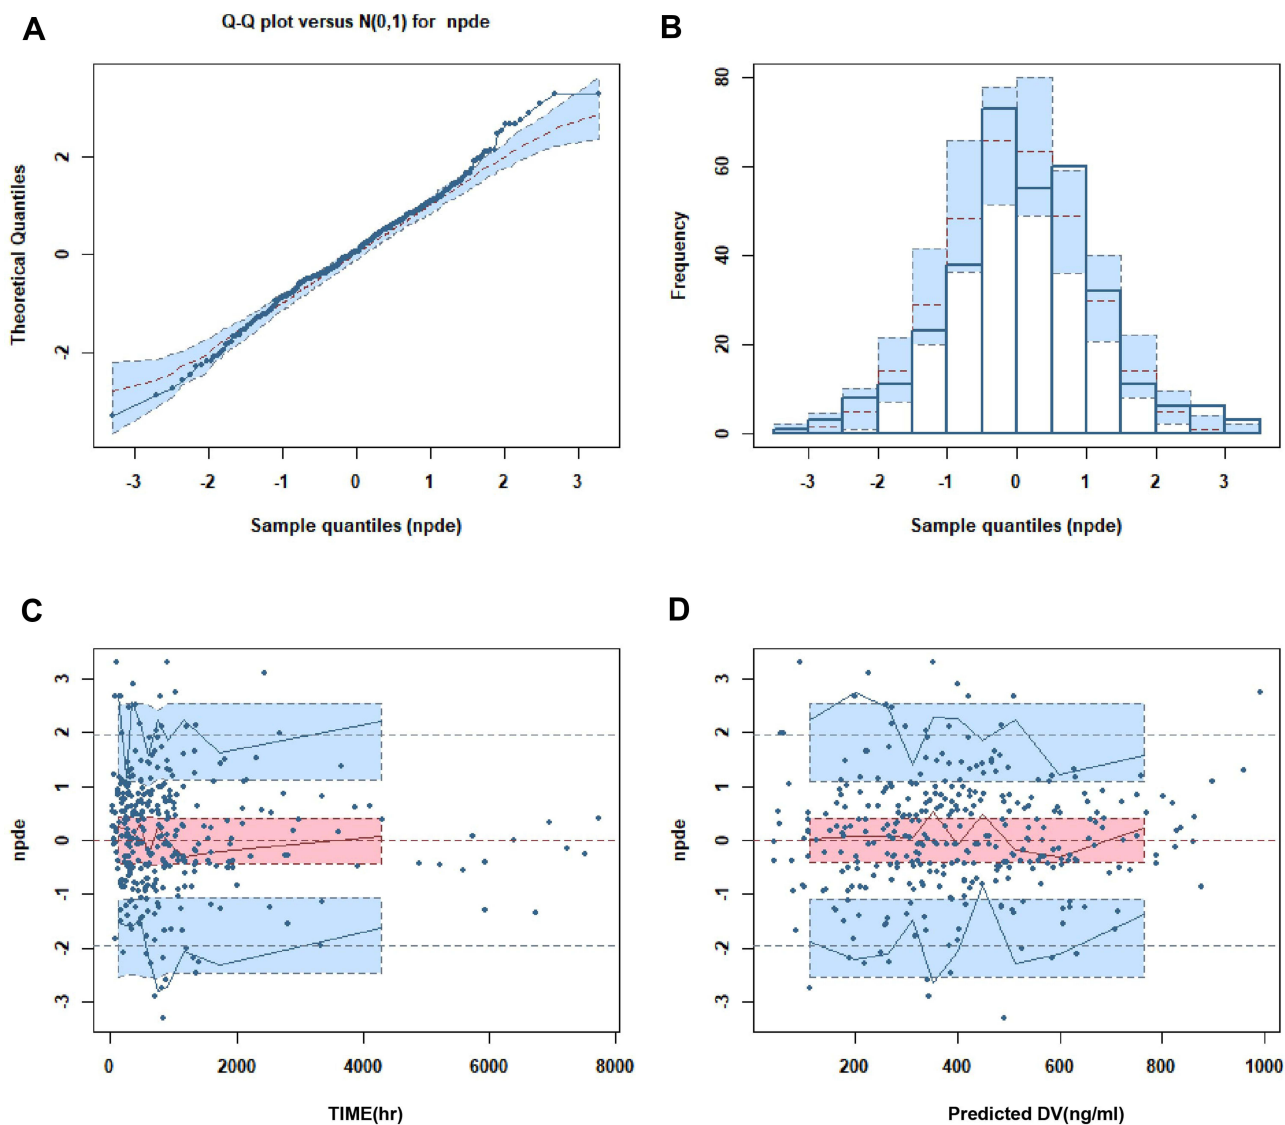 A
Q-Q plot versus N(0,1) for npde
Theoretical Quantiles
2
0
-2
-3 -2 -1 0 1 2 3
Sample quantiles (npde)
B
Frequency
80
60
40
20
0
-3 -2 -1 0 1 2 3
Sample quantiles (npde)
C
npde
3
2
1
0
-1
-2
-3
0 2000 4000 6000 8000
TIME(hr)
D
npde
3
2
1
0
-1
-2
-3
200 400 600 800 1000
Predicted DV(ng/ml)